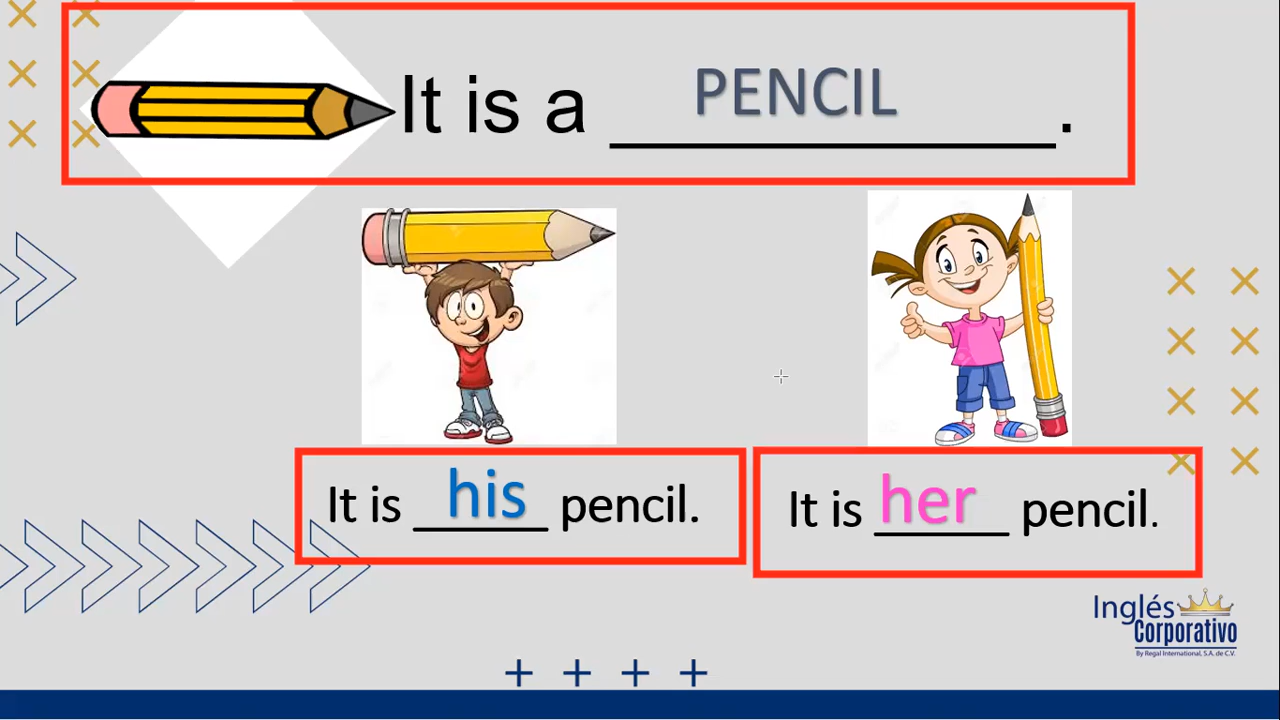 It is a PENCIL.
It is his pencil.
It is her pencil.
Inglés
Corporativo
By Regal International, S.A. de C.V.